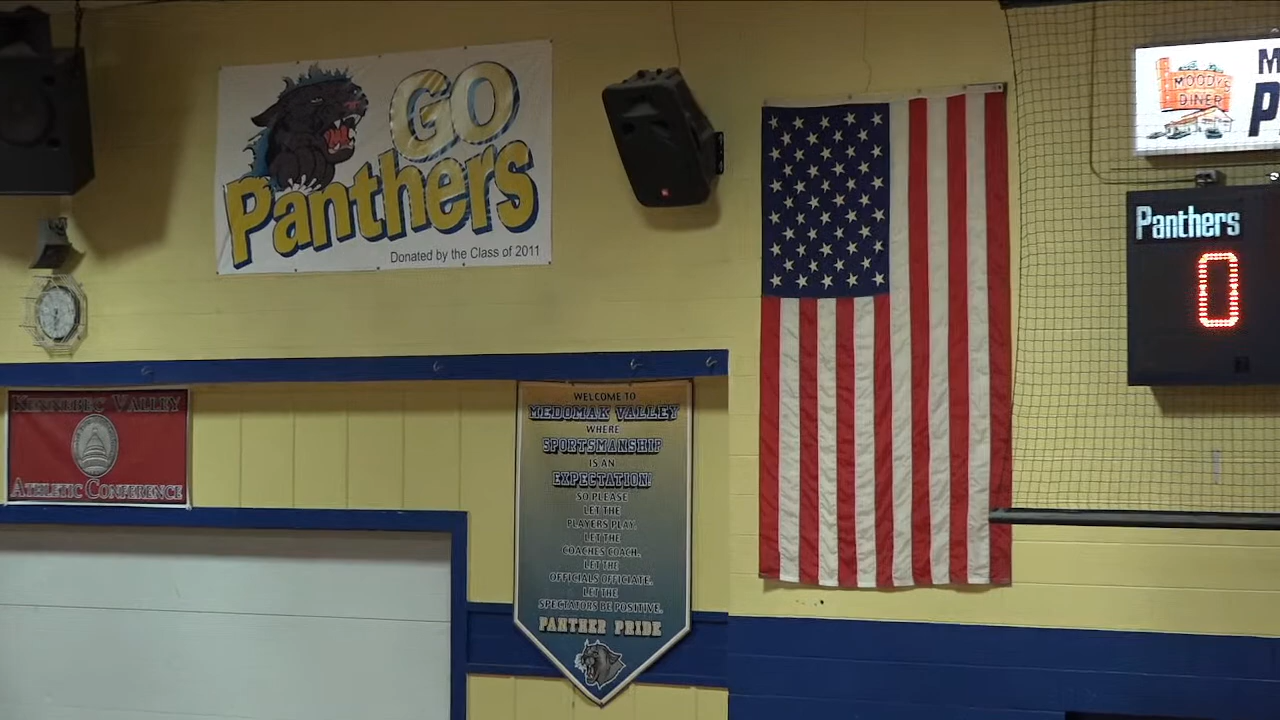 GO
Panthers
Donated by the Class of 2011
MOODY'S
DINER
M
P
Panthers
0
KENNEBEC VALLEY
ATHLETIC CONFERENCE
WELCOME TO
MEDOMAK VALLEY
WHERE
SPORTSMANSHIP
IS AN
EXPECTATION!
SO PLEASE
LET THE
PLAYERS PLAY.
LET THE
COACHES COACH.
LET THE
OFFICIALS OFFICIATE.
LET THE
SPECTATORS BE POSITIVE.
PANTHER PRIDE